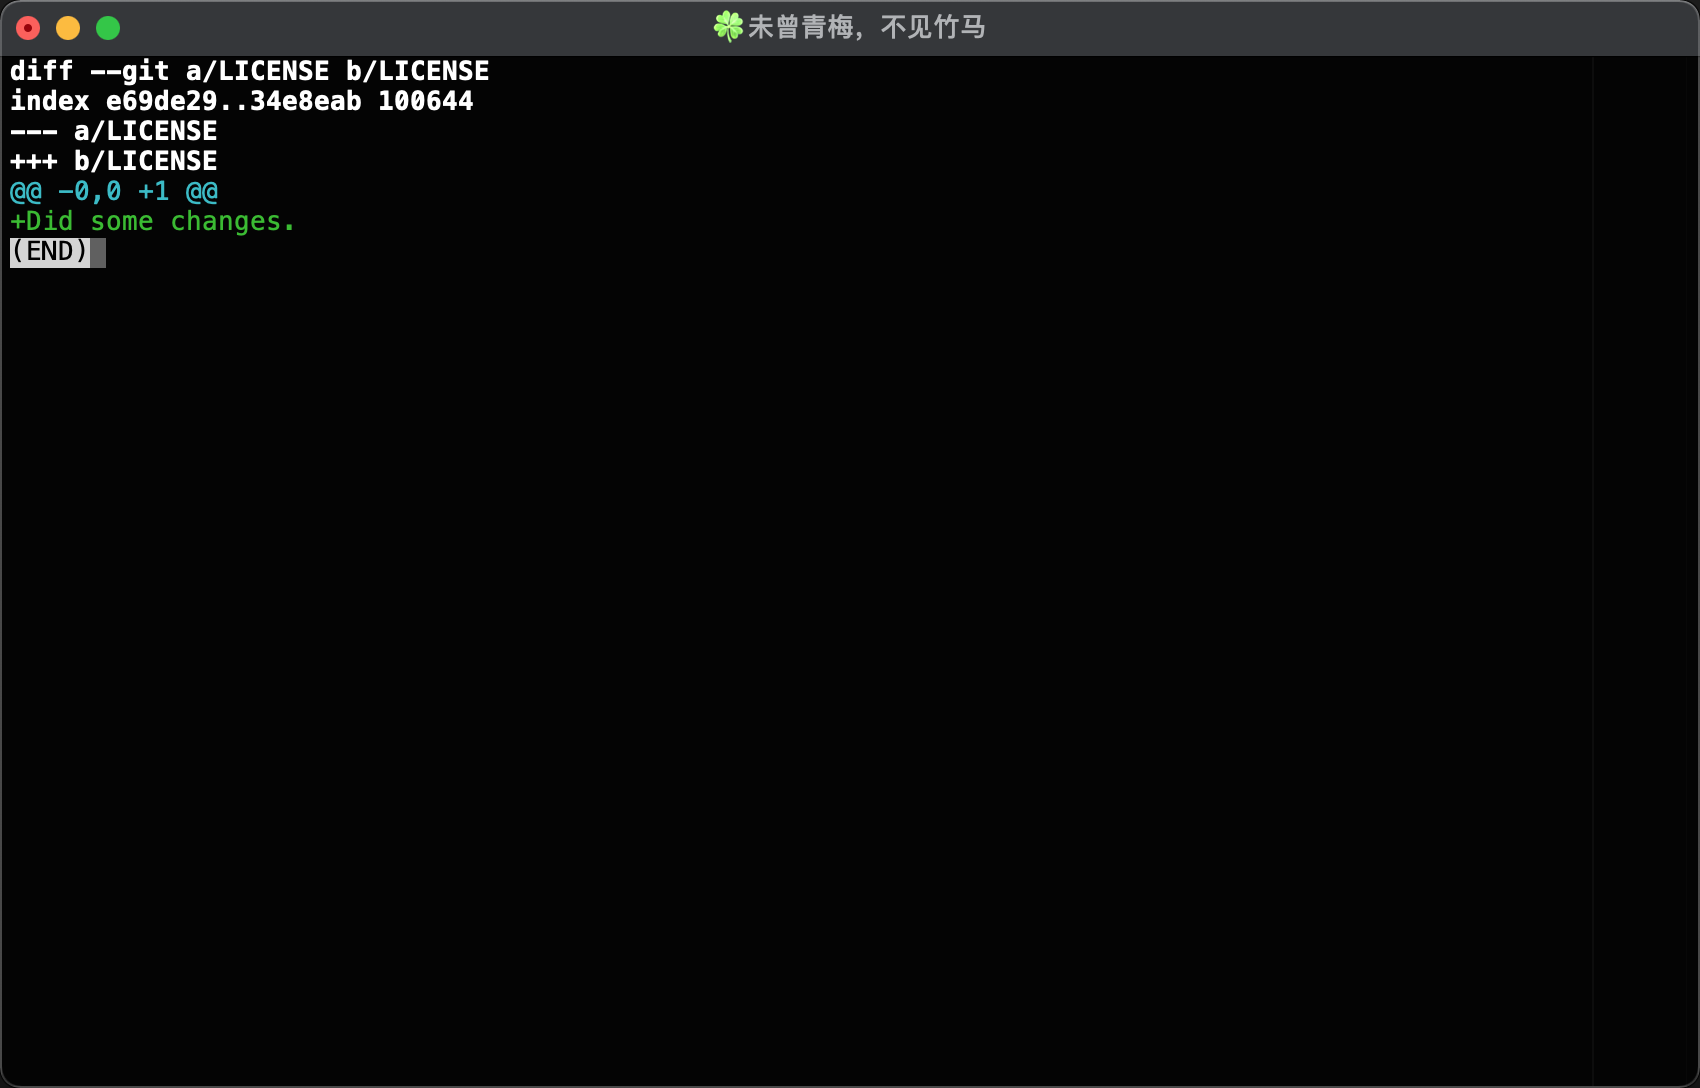 🍀未曾青梅，不见竹马
diff --git a/LICENSE b/LICENSE
index e69de29..34e8eab 100644
--- a/LICENSE
+++ b/LICENSE
@@ -0,0 +1 @@
+Did some changes.
(END)